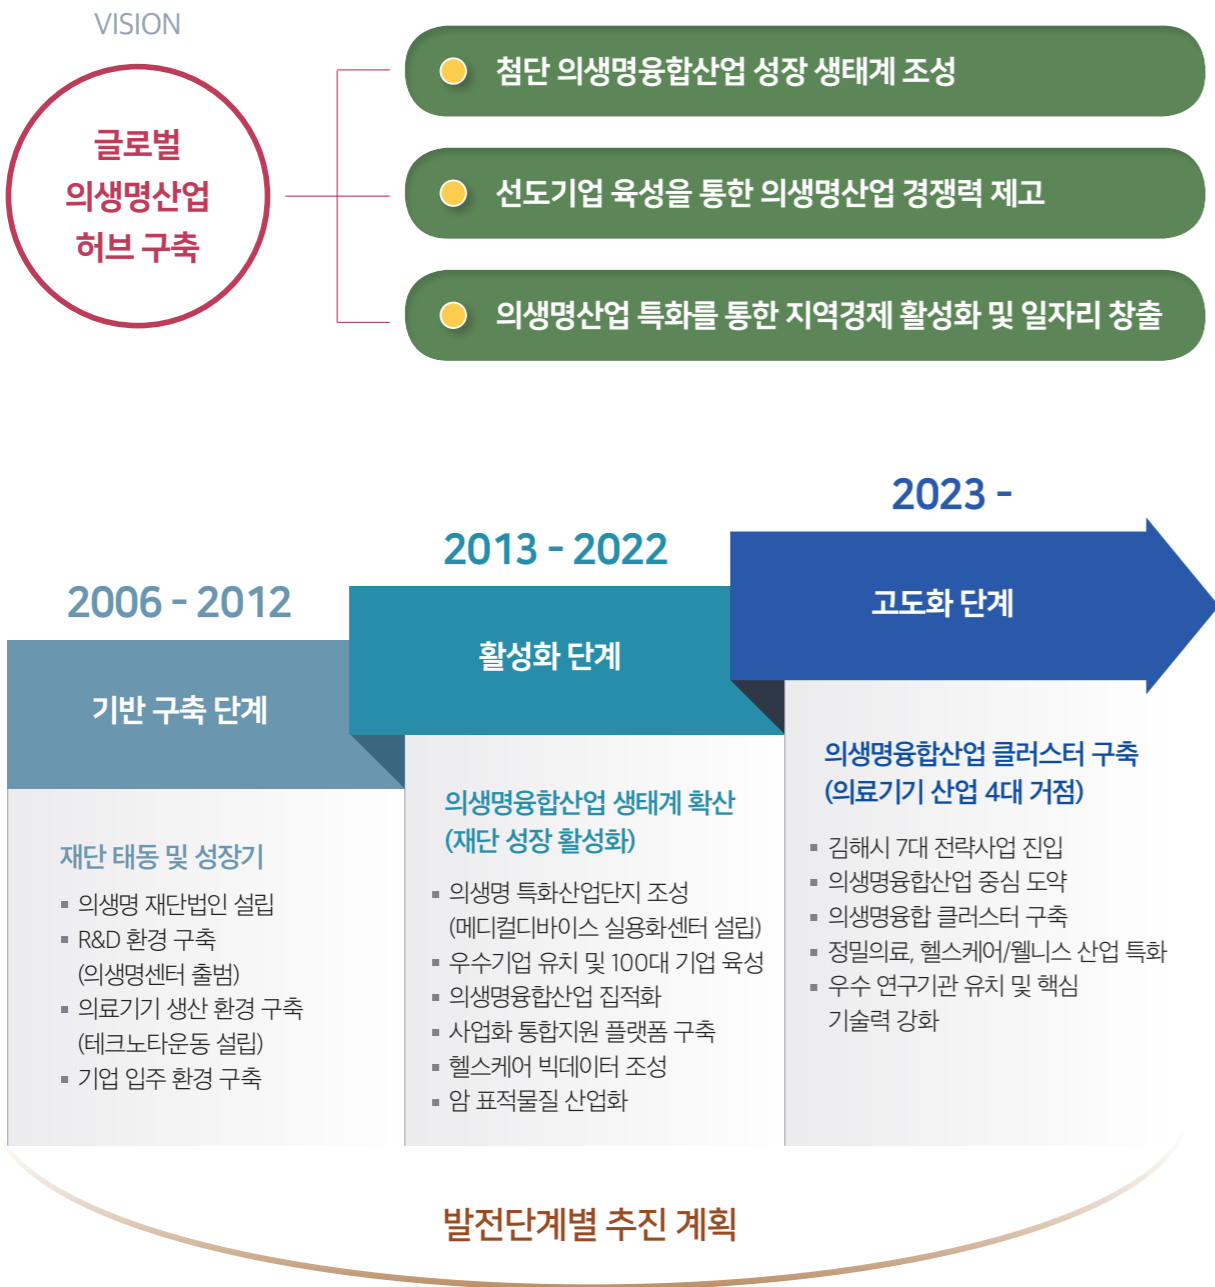 VISION
글로벌
의생명산업
허브 구축
첨단 의생명융합산업 성장 생태계 조성
선도기업 육성을 통한 의생명산업 경쟁력 제고
의생명산업 특화를 통한 지역경제 활성화 및 일자리 창출
2006 - 2012
기반 구축 단계
재단 태동 및 성장기
▪ 의생명 재단법인 설립
▪ R&D 환경 구축
(의생명센터 출범)
▪ 의료기기 생산 환경 구축
(테크노타운동 설립)
▪ 기업 입주 환경 구축
2013 - 2022
활성화 단계
의생명융합산업 생태계 확산
(재단 성장 활성화)
▪ 의생명 특화산업단지 조성
(메디컬디바이스 실용화센터 설립)
▪ 우수기업 유치 및 100대 기업 육성
▪ 의생명융합산업 집적화
▪ 사업화 통합지원 플랫폼 구축
▪ 헬스케어 빅데이터 조성
▪ 암 표적물질 산업화
2023 -
고도화 단계
의생명융합산업 클러스터 구축
(의료기기 산업 4대 거점)
▪ 김해시 7대 전략사업 진입
▪ 의생명융합산업 중심 도약
▪ 의생명융합 클러스터 구축
▪ 정밀의료, 헬스케어/웰니스 산업 특화
▪ 우수 연구기관 유치 및 핵심
기술력 강화
발전단계별 추진 계획